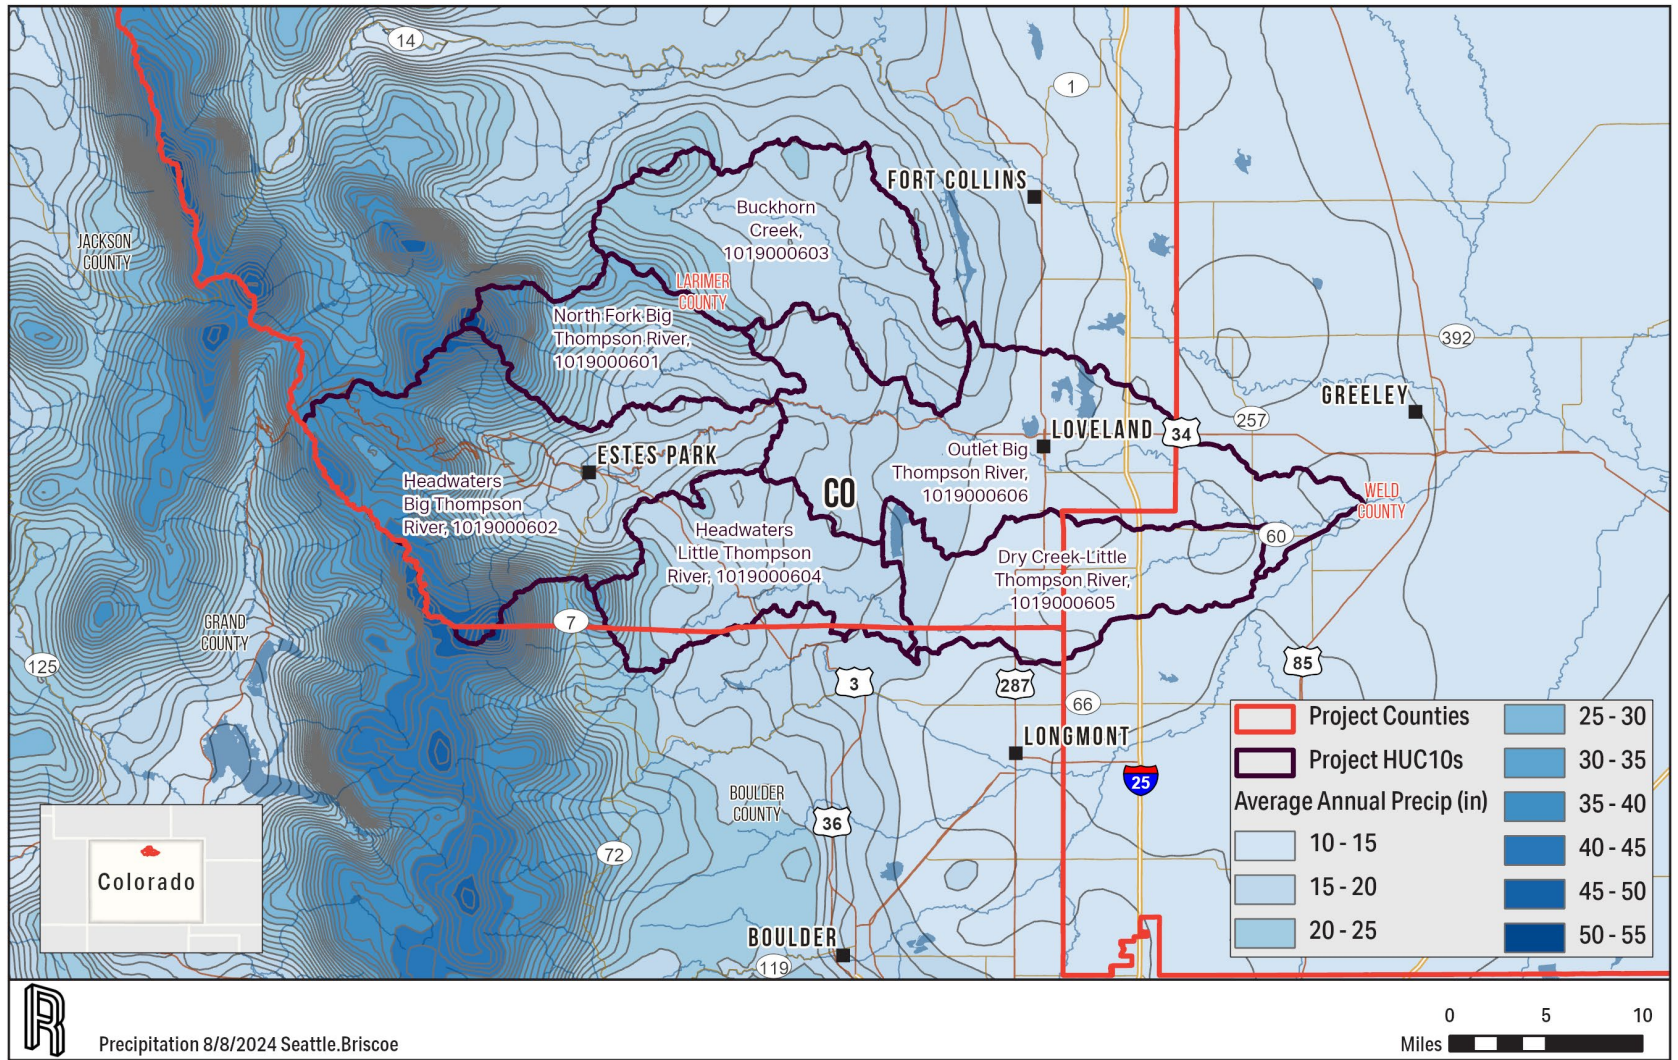 14
1
FORT COLLINS
Buckhorn
Creek,
1019000603
JACKSON
COUNTY
LARIMER
COUNTY
North Fork Big
Thompson River,
1019000601
392
GREELEY
257
34
LOVELAND
ESTES PARK
Outlet Big
Thompson River,
1019000606
Headwaters
Big Thompson
River, 1019000602
CO
WELD
COUNTY
Headwaters
Little Thompson
River, 1019000604
60
Dry Creek-Little
Thompson River,
1019000605
GRAND
COUNTY
7
125
85
3
287
66
LONGMONT
25
BOULDER
COUNTY
36
72
BOULDER
119
Colorado
Project Counties
Project HUC10s
Average Annual Precip (in)
10 - 15
15 - 20
20 - 25
25 - 30
30 - 35
35 - 40
40 - 45
45 - 50
50 - 55
R
Precipitation 8/8/2024 Seattle.Briscoe
0 5 10
Miles